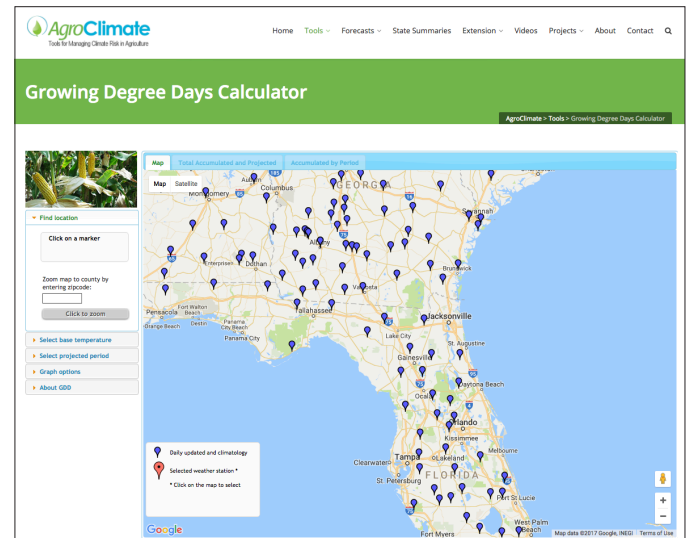 AgroClimate
Tools for Managing Climate Risk in Agriculture
Home Tools Forecasts State Summaries Extension Videos Projects About Contact
Growing Degree Days Calculator
AgroClimate > Tools > Growing Degree Days Calculator
Map Total Accumulated and Projected Accumulated by Period
Map Satellite
Find location
Click on a marker
Zoom map to county by
entering zipcode:
Click to zoom
Select base temperature
Select projected period
Graph options
About GDD
Auburn
Columbus
GEORGIA
Montgomery
Savannah
Albany
Enterprise
Dothan
Brunswick
Valdosta
Fort Walton
Beach
Pensacola
Tallahassee
Jacksonville
Orange Beach
Destin
Panama
City Beach
Panama City
Lake City
St. Augustine
Gainesville
Daytona Beach
Ocala
Orlando
Kissimmee
Melbourne
Clearwater
Tampa
Lakeland
St. Petersburg
FLORIDA
Port St Lucie
West Palm
Beach
Fort Myers
Daily updated and climatology
Selected weather station *
* Click on the map to select
Google
Map data ©2017 Google, INEGI Terms of Use